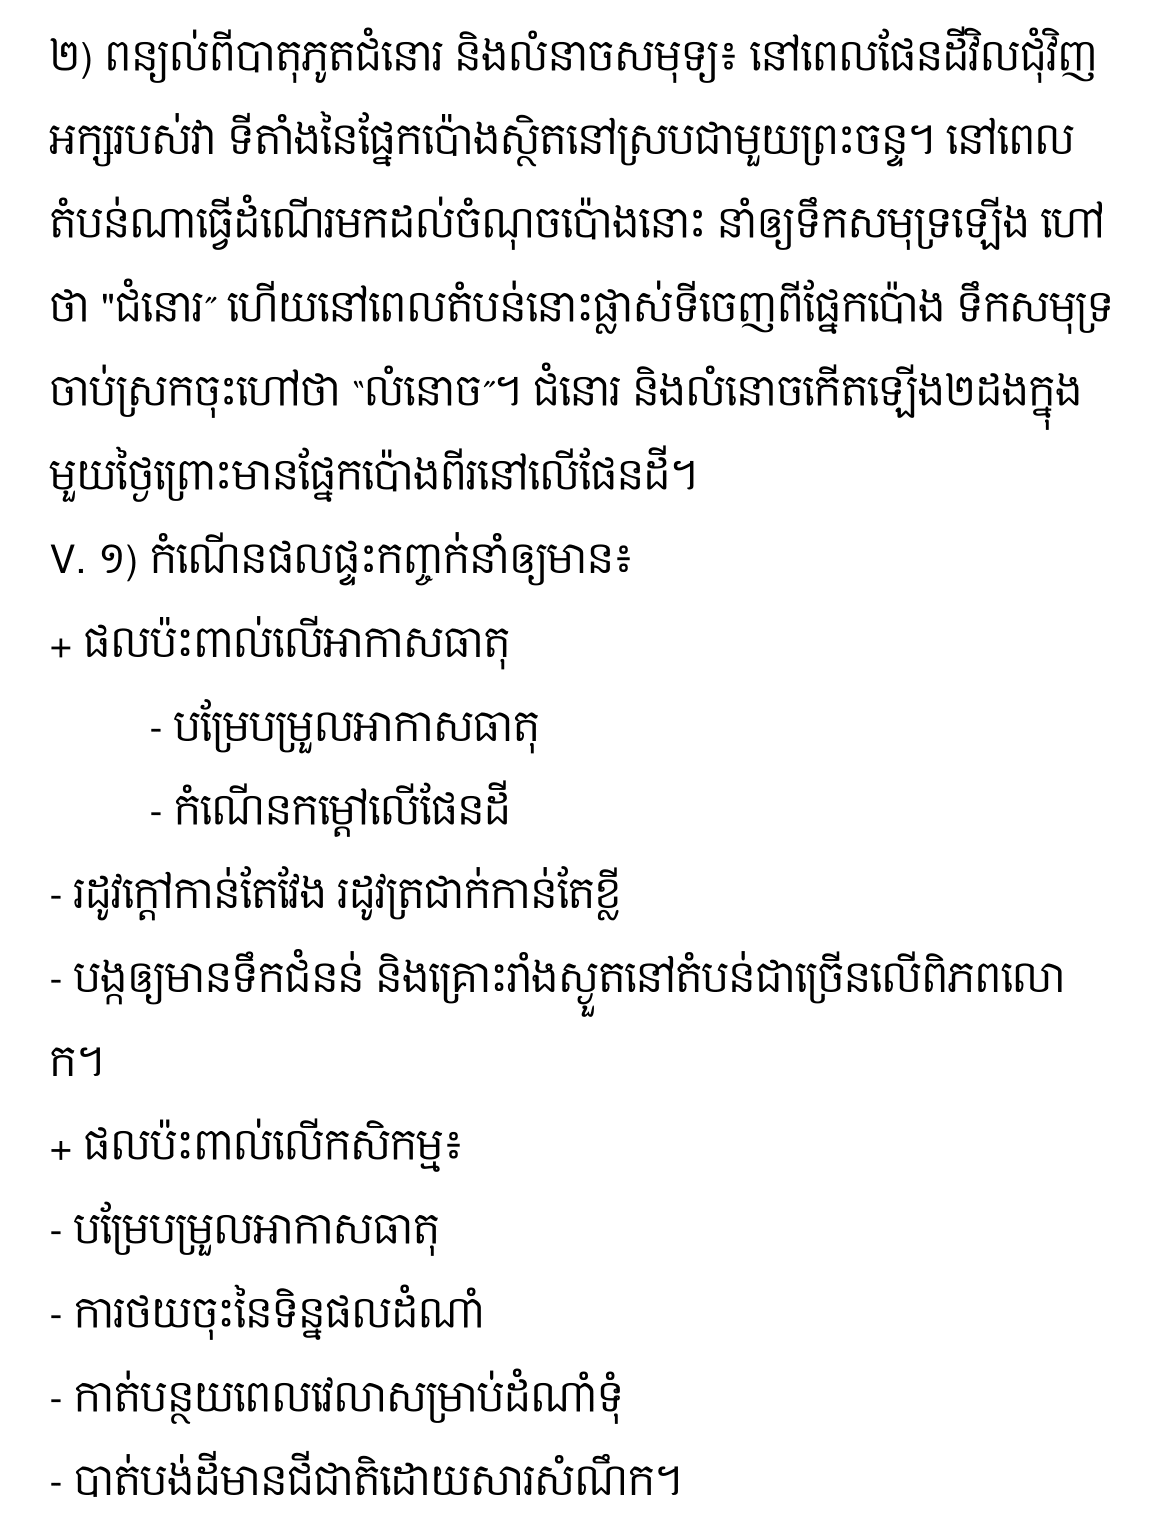 ២) ពន្យល់ពីបាតុភូតជំនោរ និងលំនាចសមុទ្យ៖ នៅពេលផែនដីវិលជុំវិញ
អក្សរបស់វា ទីតាំងនៃផ្នែកប៉ោងស្ថិតនៅស្របជាមួយព្រះចន្ទ។ នៅពេល
តំបន់ណាធ្វើដំណើរមកដល់ចំណុចប៉ោងនោះ នាំឲ្យទឹកសមុទ្រឡើង ហៅ
ថា "ជំនោរ″ ហើយនៅពេលតំបន់នោះផ្លាស់ទីចេញពីផ្នែកប៉ោង ទឹកសមុទ្រ
ចាប់ស្រកចុះហៅថា ‶លំនោច″។ ជំនោរ និងលំនោចកើតឡើង២ដងក្នុង
មួយថ្ងៃព្រោះមានផ្នែកប៉ោងពីរនៅលើផែនដី។
V. ១) កំណើនផលផ្ទះកញ្ចក់នាំឲ្យមាន៖
+ ផលប៉ះពាល់លើអាកាសធាតុ
- បម្រែបម្រួលអាកាសធាតុ
- កំណើនកម្ដៅលើផែនដី
- រដូវក្ដៅកាន់តែវែង រដូវត្រជាក់កាន់តែខ្លី
- បង្កឲ្យមានទឹកជំនន់ និងគ្រោះរាំងស្ងួតនៅតំបន់ជាច្រើនលើពិភពលោ
ក។
+ ផលប៉ះពាល់លើកសិកម្ម៖
- បម្រែបម្រួលអាកាសធាតុ
- ការថយចុះនៃទិន្នផលដំណាំ
- កាត់បន្ថយពេលវេលាសម្រាប់ដំណាំទុំ
- បាត់បង់ដីមានជីជាតិដោយសារសំណឹក។